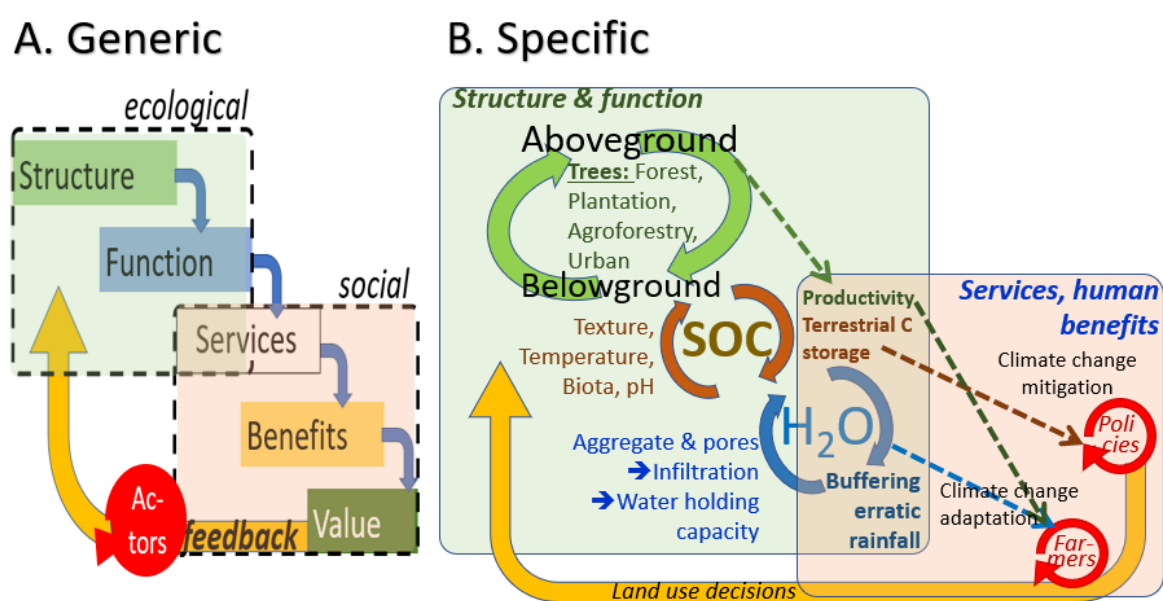 A. Generic
ecological
Structure
Function
social
Services
Benefits
Value
Ac-
tors
feedback
B. Specific
Structure & function
Aboveground
Trees: Forest,
Plantation,
Agroforestry,
Urban
Belowground
Texture,
Temperature,
Biota, pH
SOC
Aggregate & pores
➔Infiltration
➔Water holding
capacity
H₂O
Productivity
Terrestrial C
storage
Buffering
erratic
rainfall
Services, human
benefits
Climate change
mitigation
Poli
cies
Climate change
adaptation
Far-
mers
Land use decisions